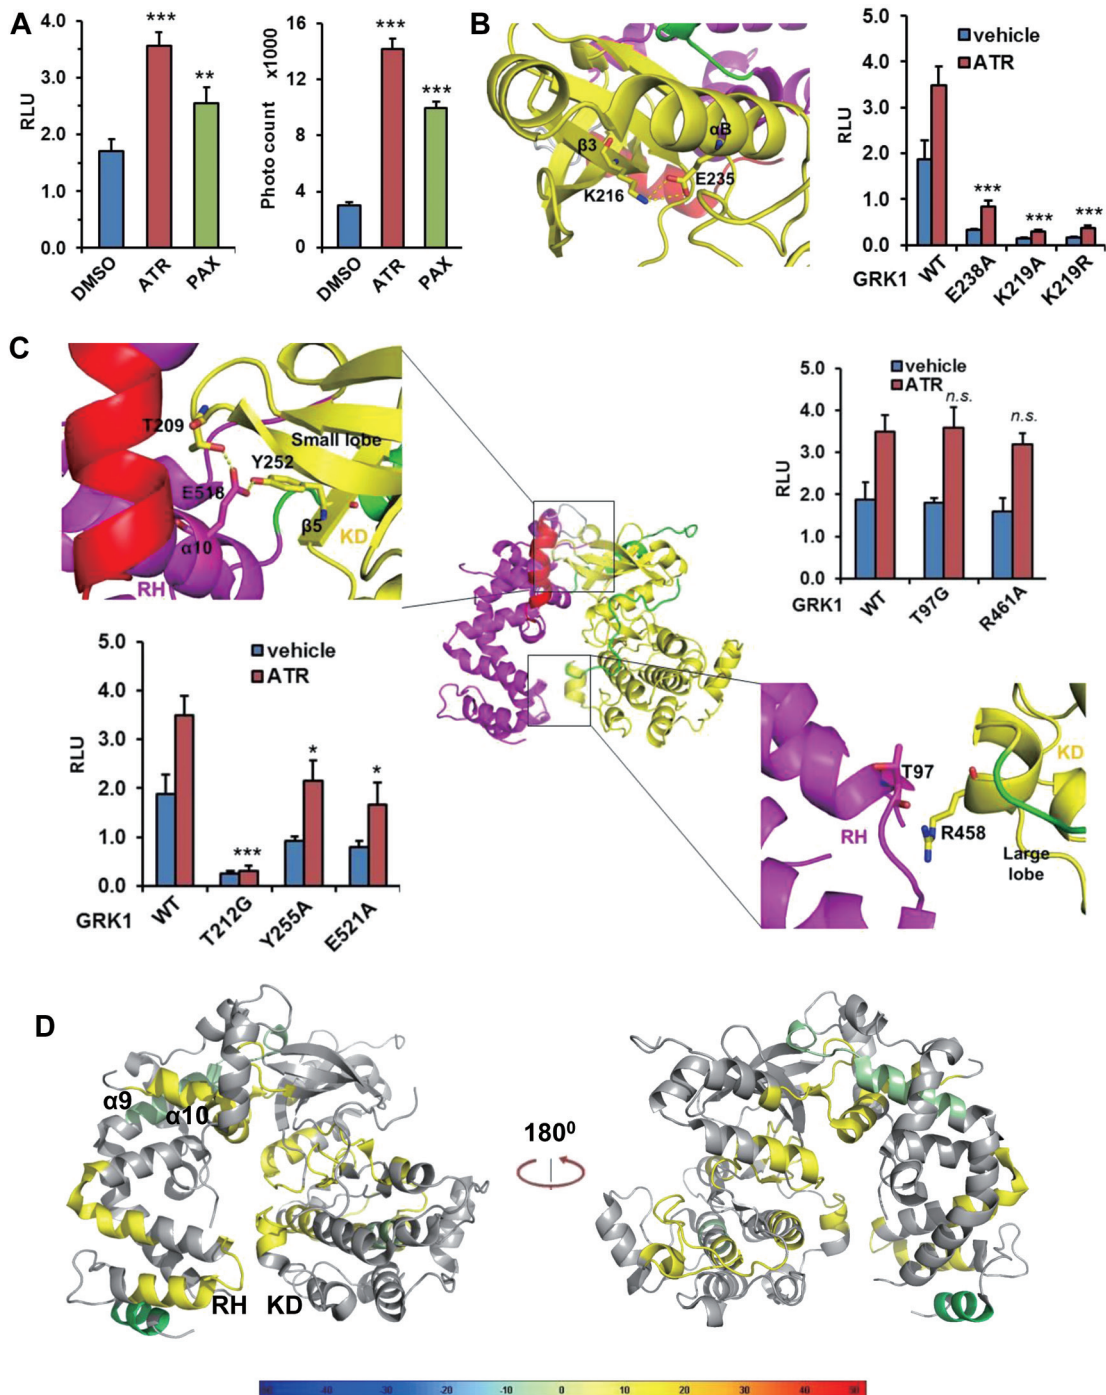 A
RLU
4.0
3.0
2.0
1.0
0.0
***
**
DMSO
ATR
PAX
Photo count x1000
16
12
8
4
0
***
***
DMSO
ATR
PAX
B
αB
β3
K216
E235
RLU
5.0
4.0
3.0
2.0
1.0
0.0
vehicle
ATR
***
***
***
GRK1
WT
E238A
K219A
K219R
C
T209
Small lobe
Y252
E518
β5
KD
α10
RH
RLU
5.0
4.0
3.0
2.0
1.0
0.0
vehicle
ATR
n.s.
n.s.
GRK1
WT
T97G
R461A
RLU
5.0
4.0
3.0
2.0
1.0
0.0
vehicle
ATR
***
*
*
GRK1
WT
T212G
Y255A
E521A
T97
KD
RH
R458
Large
lobe
D
α9
α10
RH KD
180⁰
-40 -30 -20 -10 0 10 20 30 40 50